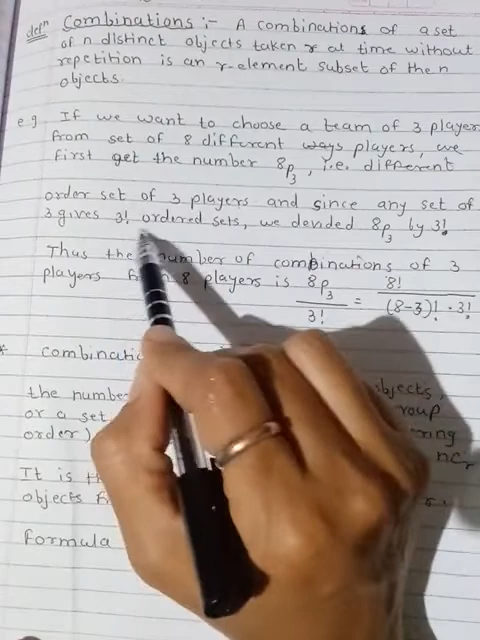 defn Combinations :- A combinations of a set
of n distinct objects taken r at time without
repetition is an r-element subset of the n
objects.
e.g If we want to choose a team of 3 player
from set of 8 different ways players, we
first get the number 8p3, i.e. different
order set of 3 players and since any set of
3 gives 3! ordered sets, we devided 8p3 by 3!
Thus the number of combinations of 3
players 8 players is 8p3 / 3! = 8! / (8-3)! · 3!
* combinati
the number objects,
or a set roup
order) ring
nCr
It is th
objects
formula